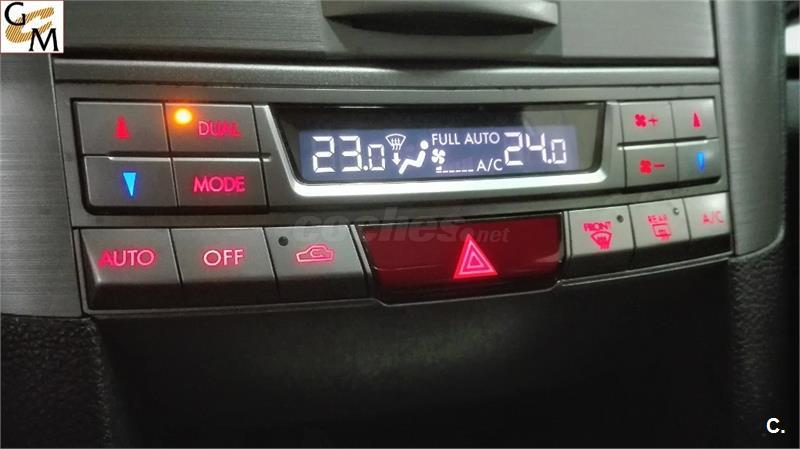 GM
DUAL
MODE
23.0
FULL AUTO
A/C
24.0
+
-
AUTO
OFF
FRONT
REAR
A/C
coches.net
C.